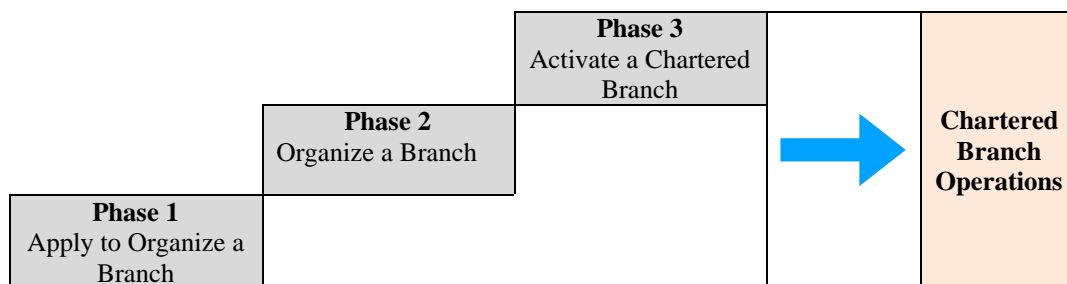 Phase 1
Apply to Organize a
Branch
Phase 2
Organize a Branch
Phase 3
Activate a Chartered
Branch
Chartered
Branch
Operations